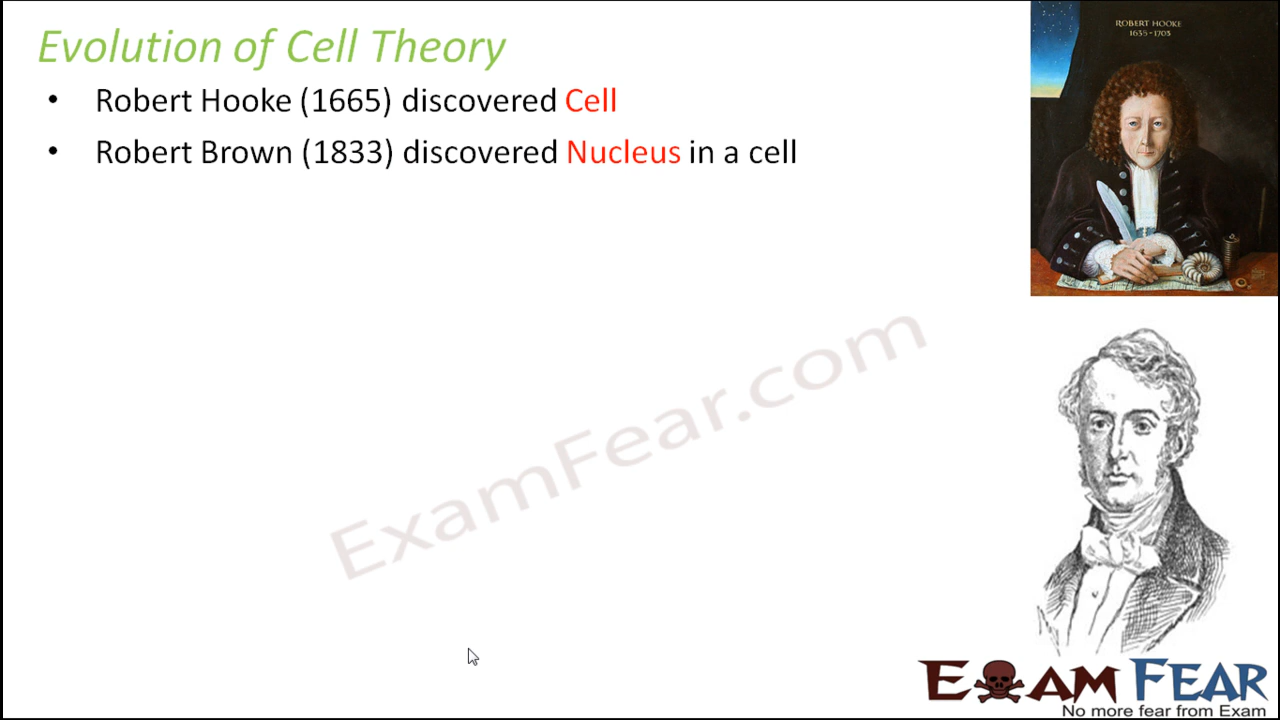 Evolution of Cell Theory
• Robert Hooke (1665) discovered Cell
• Robert Brown (1833) discovered Nucleus in a cell
ROBERT HOOKE
1635-1703
ExamFear.com
EXAM FEAR
No more fear from Exam